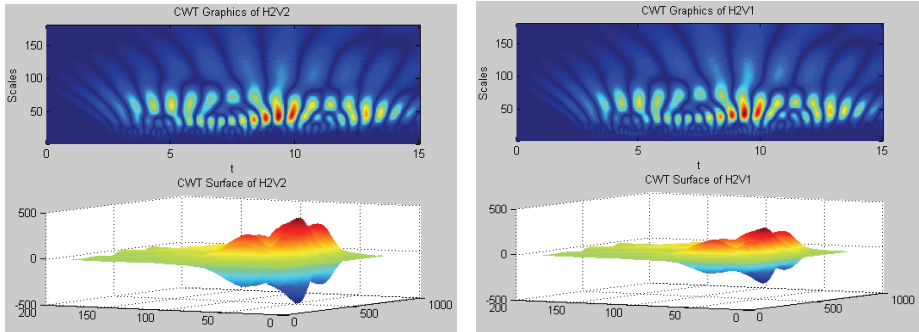 CWT Graphics of H2V2
Scales
150
100
50
0 5 10 15
t
CWT Surface of H2V2
500
0
-500
200 150 100 50 0
0 500 1000
CWT Graphics of H2V1
Scales
150
100
50
0 5 10 15
t
CWT Surface of H2V1
500
0
-500
200 150 100 50 0
0 500 1000